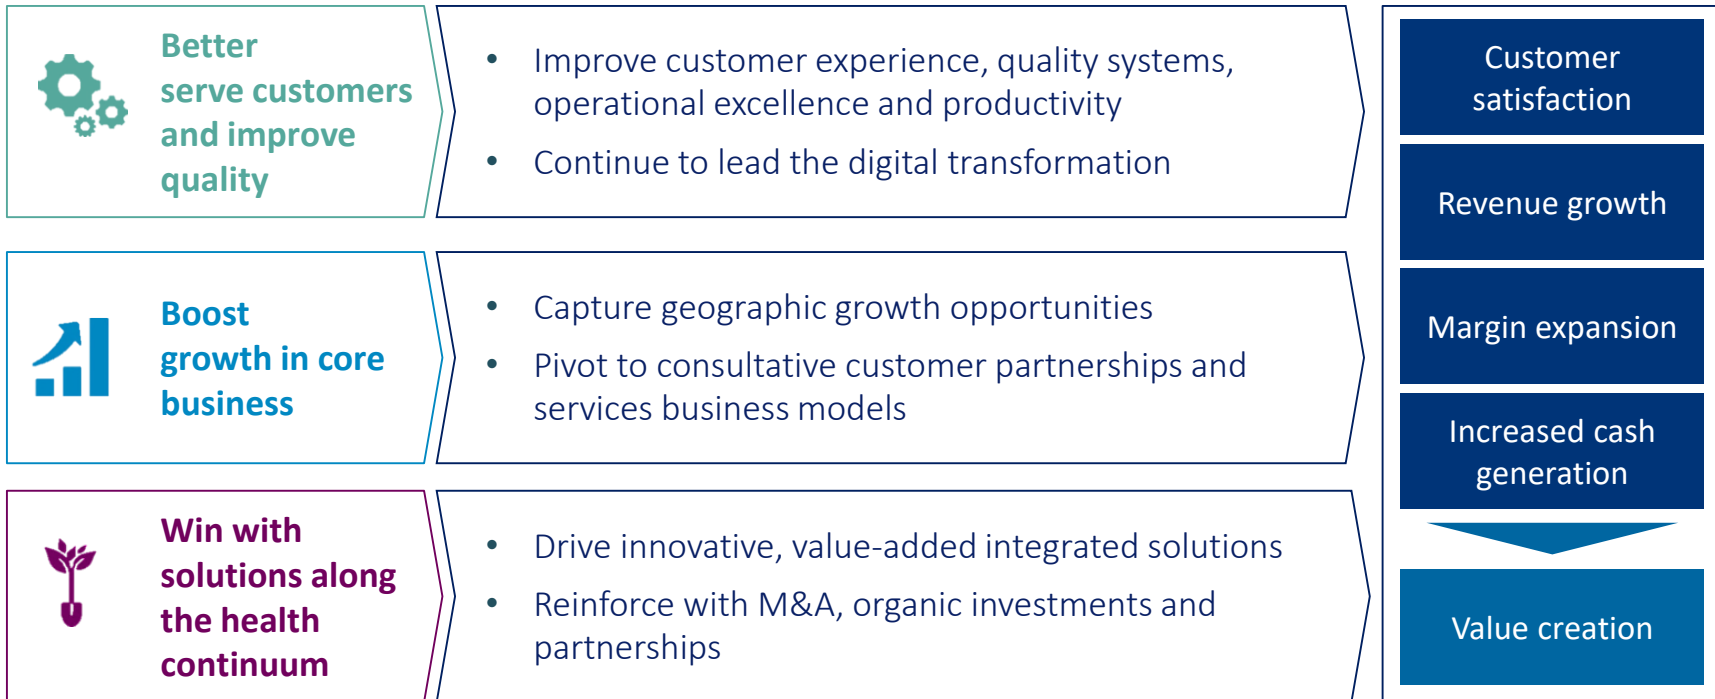 Better
serve customers
and improve
quality
• Improve customer experience, quality systems,
operational excellence and productivity
• Continue to lead the digital transformation
Boost
growth in core
business
• Capture geographic growth opportunities
• Pivot to consultative customer partnerships and
services business models
Win with
solutions along
the health
continuum
• Drive innovative, value-added integrated solutions
• Reinforce with M&A, organic investments and
partnerships
Customer
satisfaction
Revenue growth
Margin expansion
Increased cash
generation
Value creation